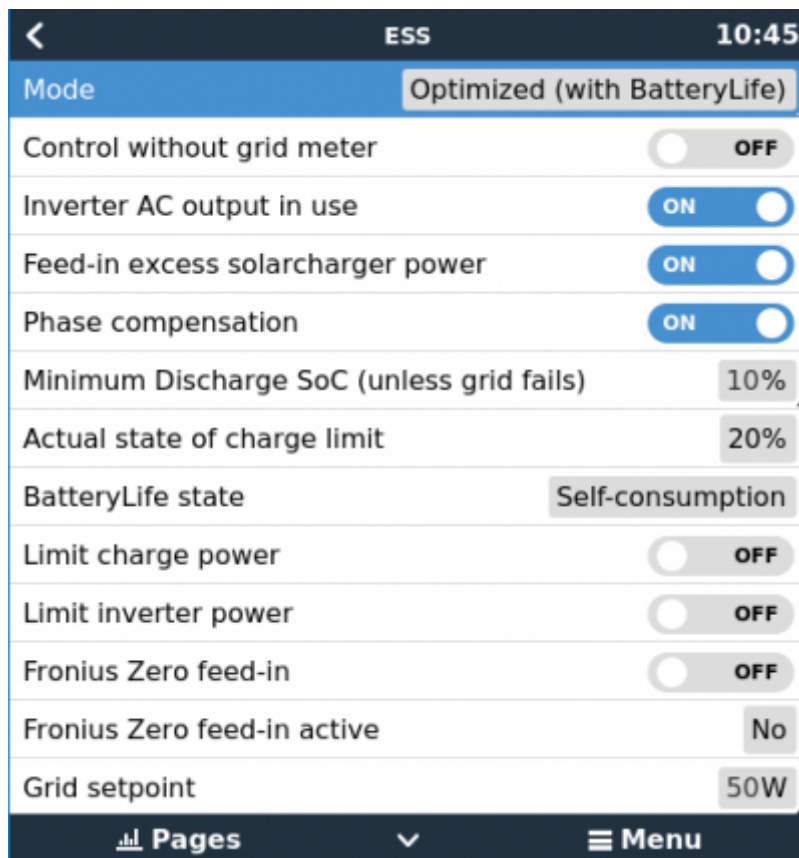 ESS 10:45
Mode Optimized (with BatteryLife)
Control without grid meter OFF
Inverter AC output in use ON
Feed-in excess solarcharger power ON
Phase compensation ON
Minimum Discharge SoC (unless grid fails) 10%
Actual state of charge limit 20%
BatteryLife state Self-consumption
Limit charge power OFF
Limit inverter power OFF
Fronius Zero feed-in OFF
Fronius Zero feed-in active No
Grid setpoint 50W
Pages Menu